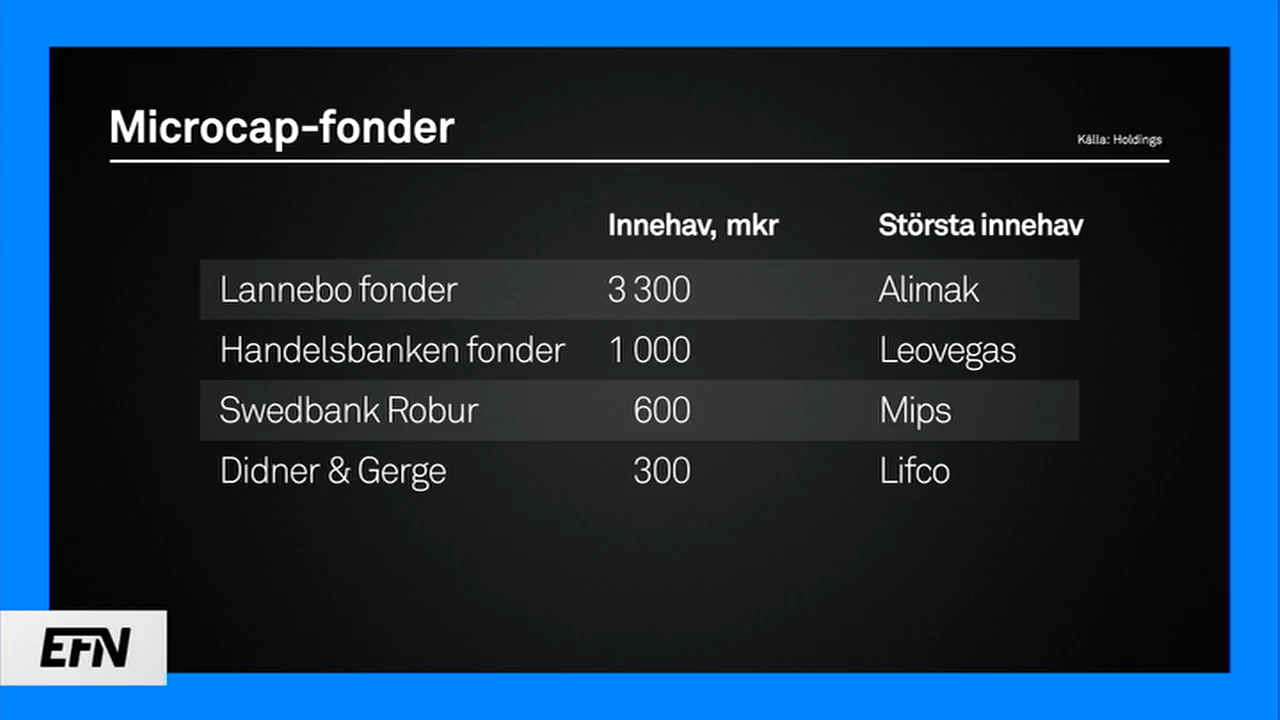 Microcap-fonder
Källa: Holdings
Innehav, mkr Största innehav
Lannebo fonder 3 300 Alimak
Handelsbanken fonder 1 000 Leovegas
Swedbank Robur 600 Mips
Didner & Gerge 300 Lifco
EFN